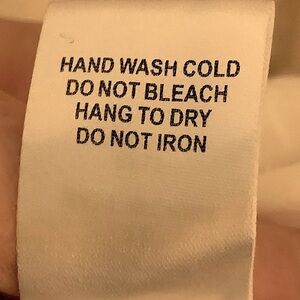 HAND WASH COLD
DO NOT BLEACH
HANG TO DRY
DO NOT IRON